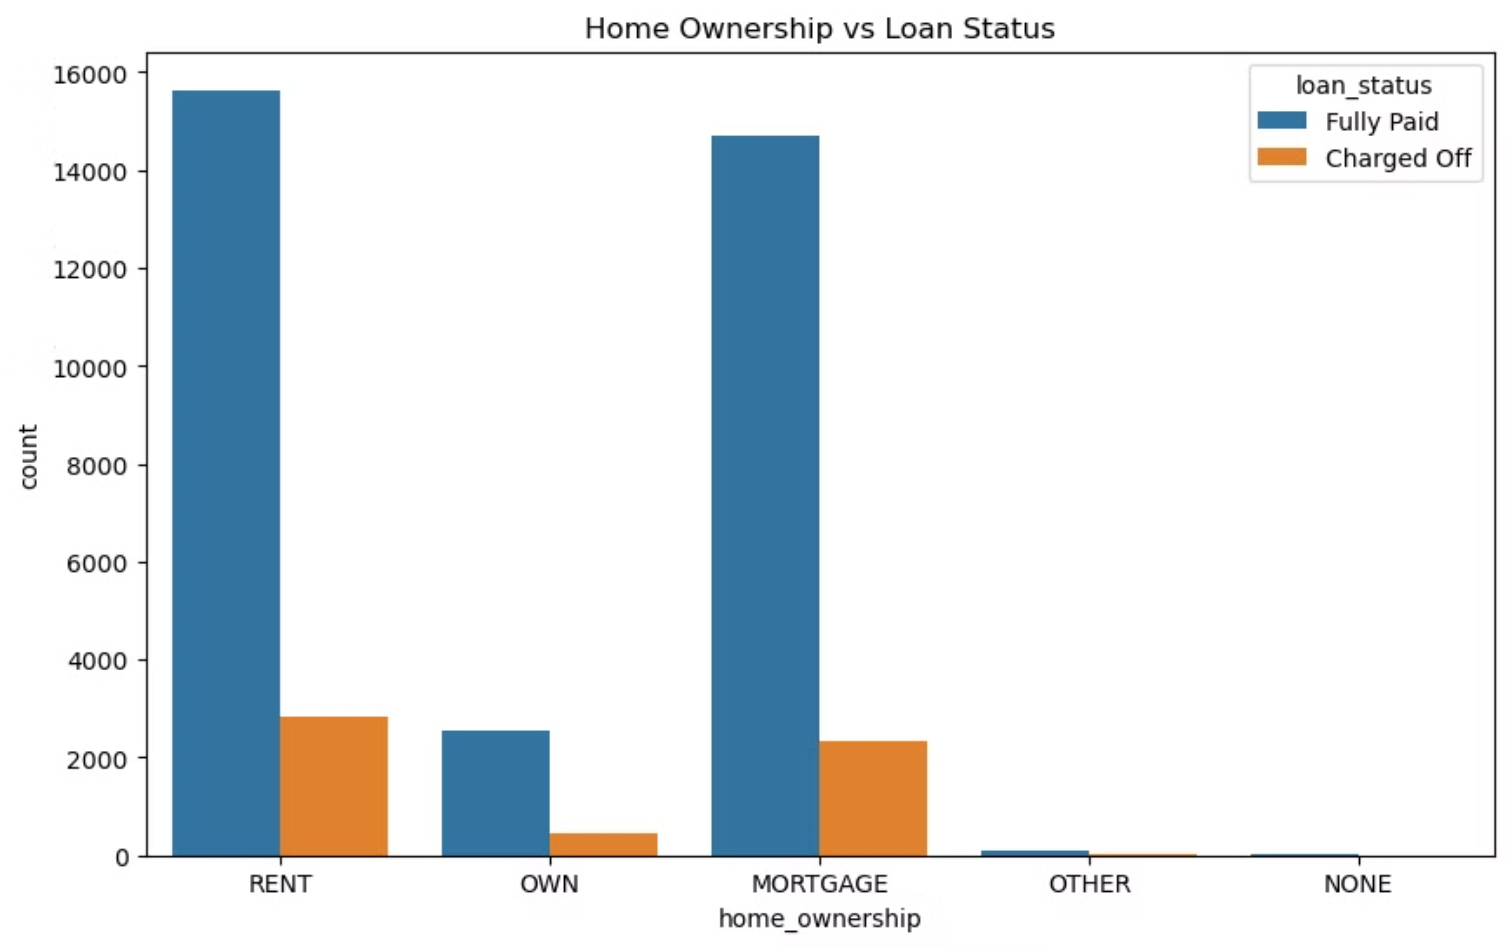 Home Ownership vs Loan Status
loan_status
Fully Paid
Charged Off
16000
14000
12000
10000
8000
6000
4000
2000
0
count
RENT
OWN
MORTGAGE
OTHER
NONE
home_ownership